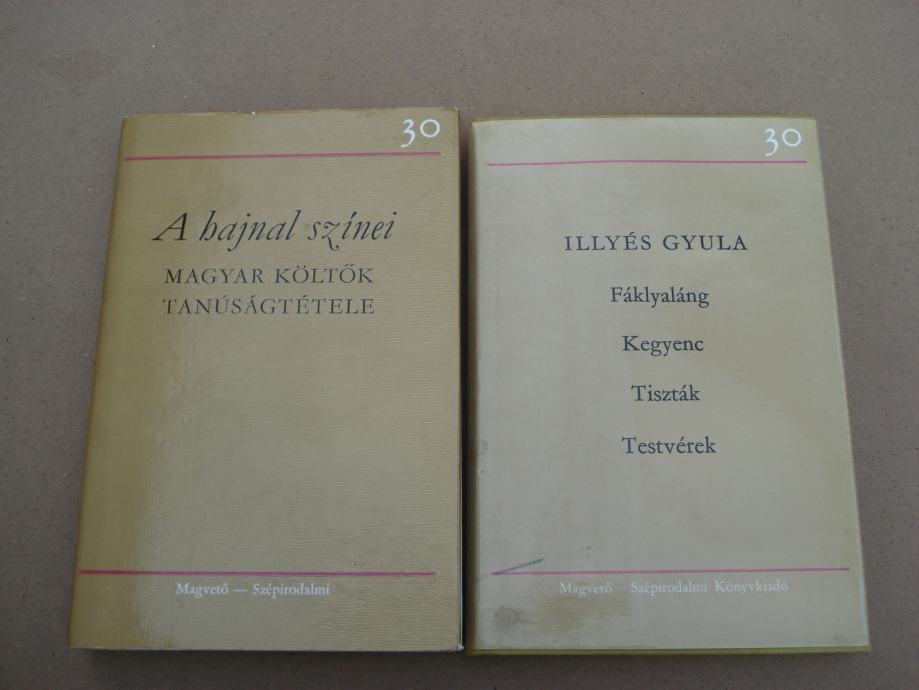 30
A hajnal színei
MAGYAR KÖLTŐK
TANÚSÁGTÉTELE
Magvető — Szépirodalmi
30
ILLYÉS GYULA
Fáklyaláng
Kegyenc
Tiszták
Testvérek
Magvető Szépirodalmi Könyvkiadó